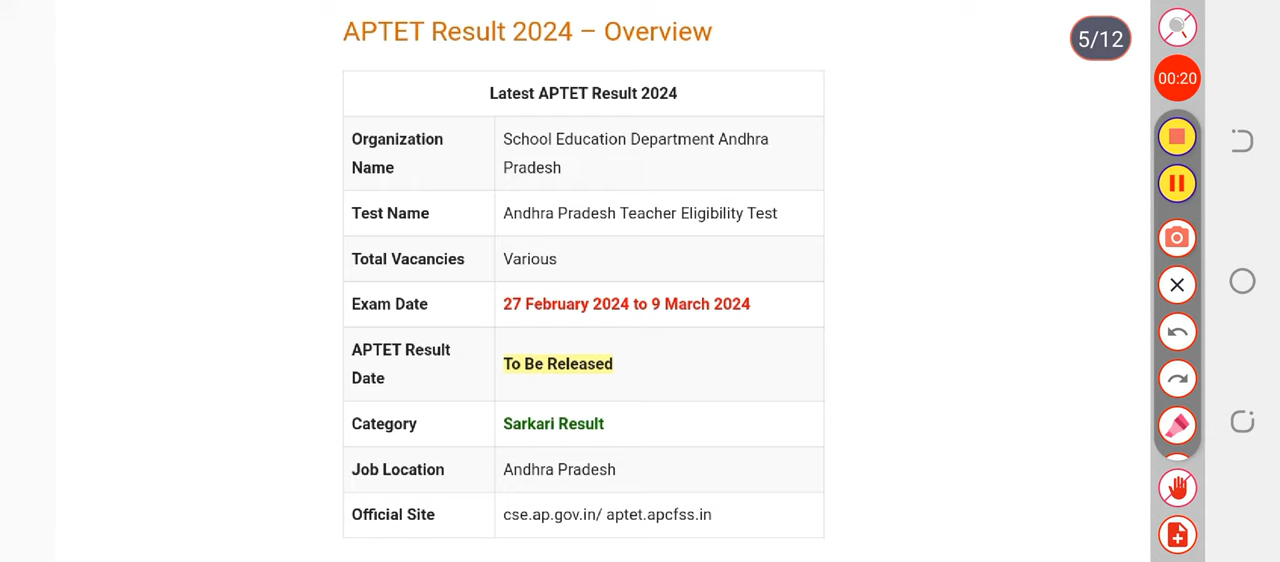 APTET Result 2024 – Overview
5/12
00:20
Latest APTET Result 2024
Organization Name
School Education Department Andhra Pradesh
Test Name
Andhra Pradesh Teacher Eligibility Test
Total Vacancies
Various
Exam Date
27 February 2024 to 9 March 2024
APTET Result Date
To Be Released
Category
Sarkari Result
Job Location
Andhra Pradesh
Official Site
cse.ap.gov.in/ aptet.apcfss.in